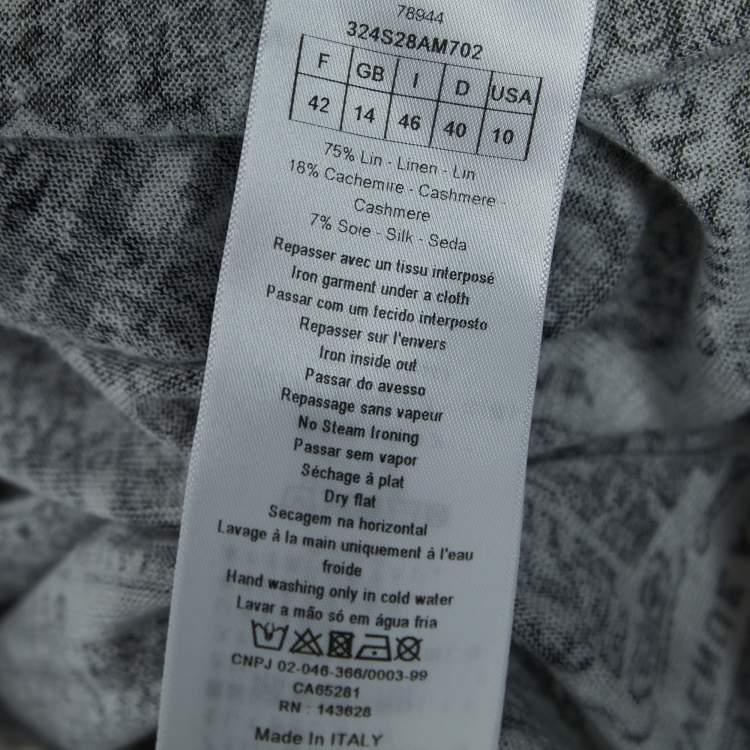 78944
324S28AM702
F GB I D USA
42 14 46 40 10
75% Lin - Linen - Lin
18% Cachemire - Cashmere -
Cashmere
7% Soie - Silk - Seda
Repasser avec un tissu interposé
Iron garment under a cloth
Passar com um tecido interposto
Repasser sur l'envers
Iron inside out
Passar do avesso
Repassage sans vapeur
No Steam Ironing
Passar sem vapor
Séchage à plat
Dry flat
Secagem na horizontal
Lavage à la main uniquement à l'eau
froide
Hand washing only in cold water
Lavar a mão só em água fria
CNPJ 02-046-366/0003-99
CA65281
RN : 143628
Made In ITALY